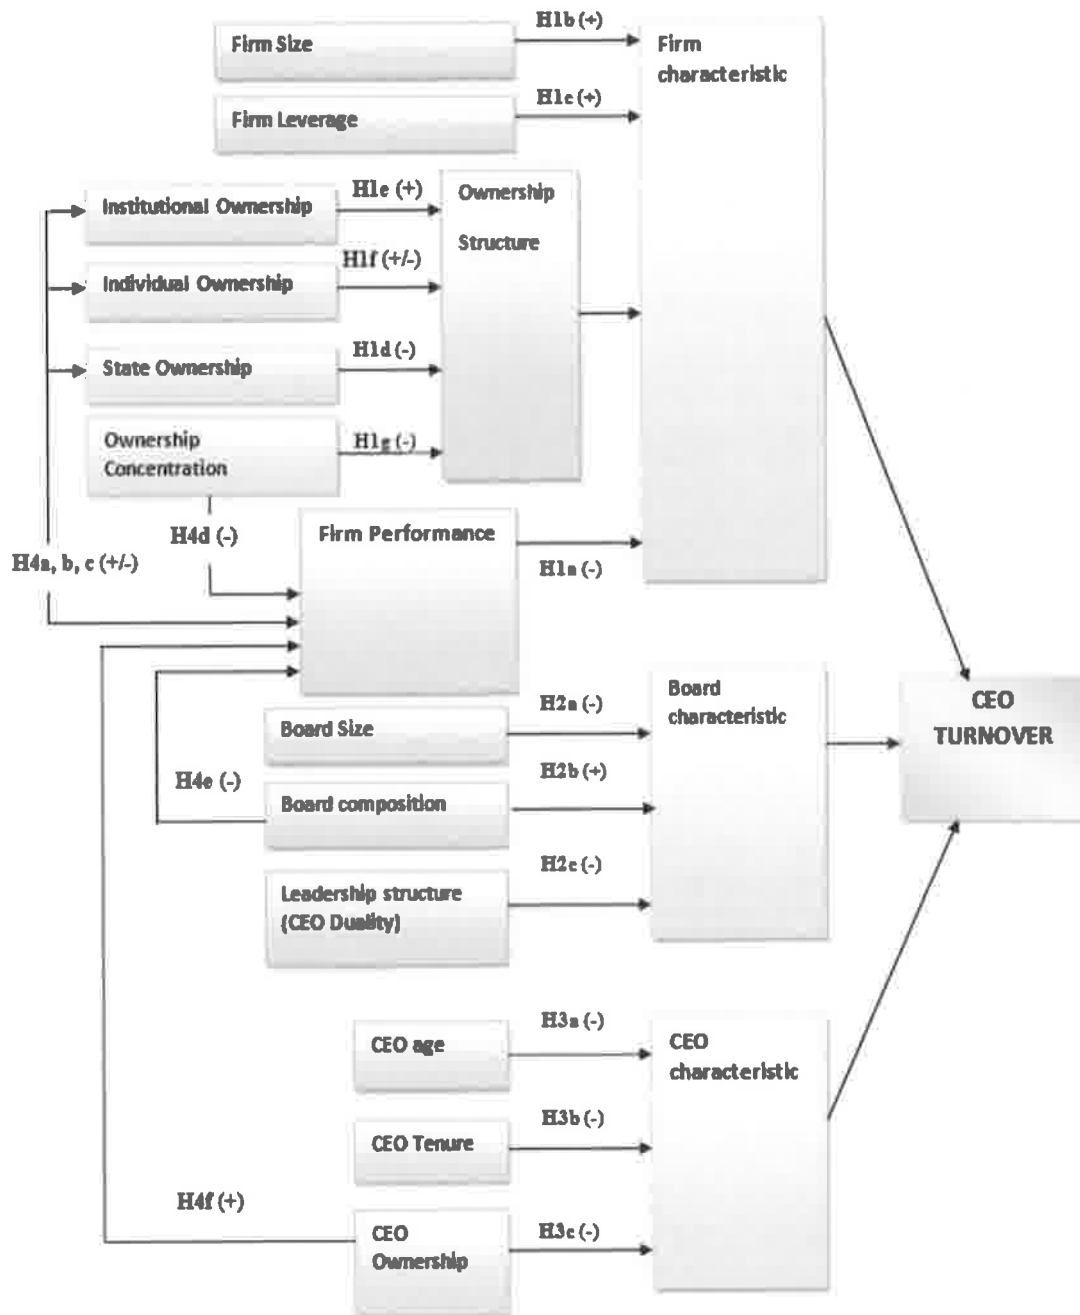 H1b (+)
Firm Size
Firm
characteristic
H1c (+)
Firm Leverage
H1e (+)
Institutional Ownership
Ownership
Structure
H1f (+/-)
Individual Ownership
H1d (-)
State Ownership
H1g (-)
Ownership
Concentration
H4d (-)
H4a, b, c (+/-)
Firm Performance
H1a (-)
H2a (-)
Board
characteristic
Board Size
CEO
TURNOVER
H2b (+)
H4e (-)
Board composition
H2c (-)
Leadership structure
(CEO Duality)
H3a (-)
CEO age
CEO
characteristic
H3b (-)
CEO Tenure
H4f (+)
H3c (-)
CEO
Ownership